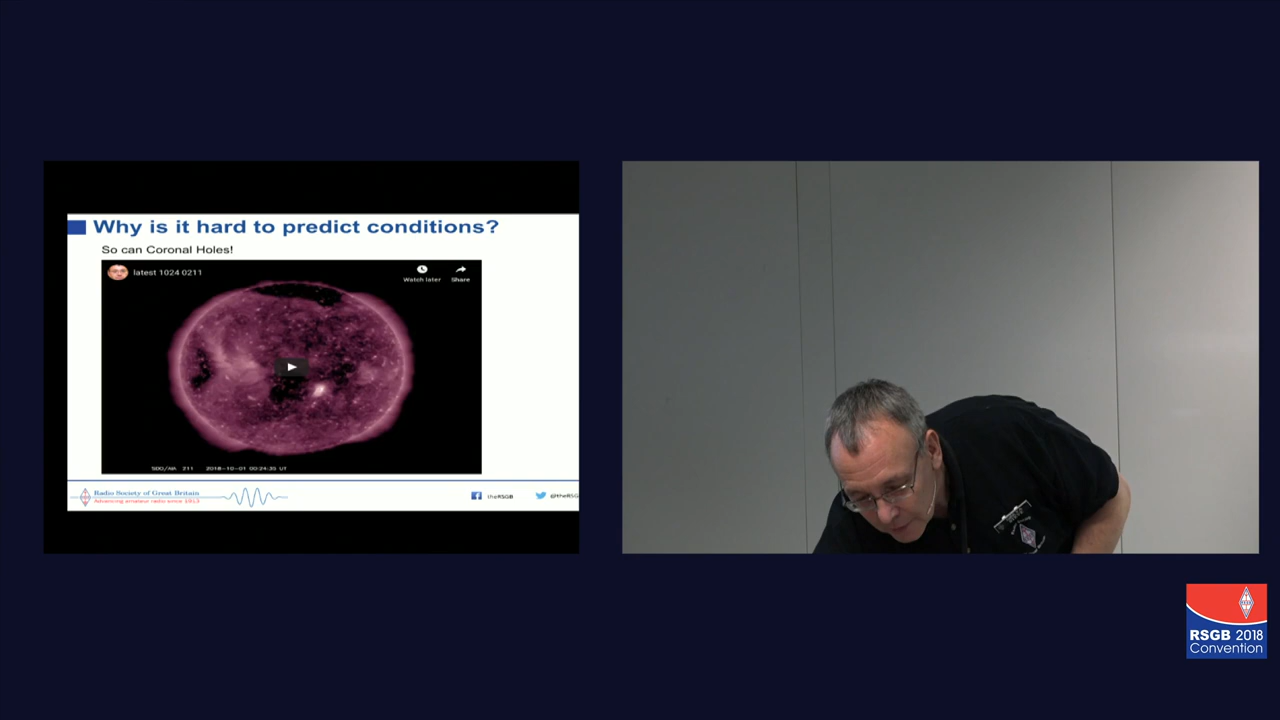 Why is it hard to predict conditions?
So can Coronal Holes!
latest 1024 0211
Watch later
Share
SDO/AIA 211 2018-10-01 00:24:35 UT
Radio Society of Great Britain
Advancing amateur radio since 1913
theRSGB
@theRSG
RSGB 2018
Convention